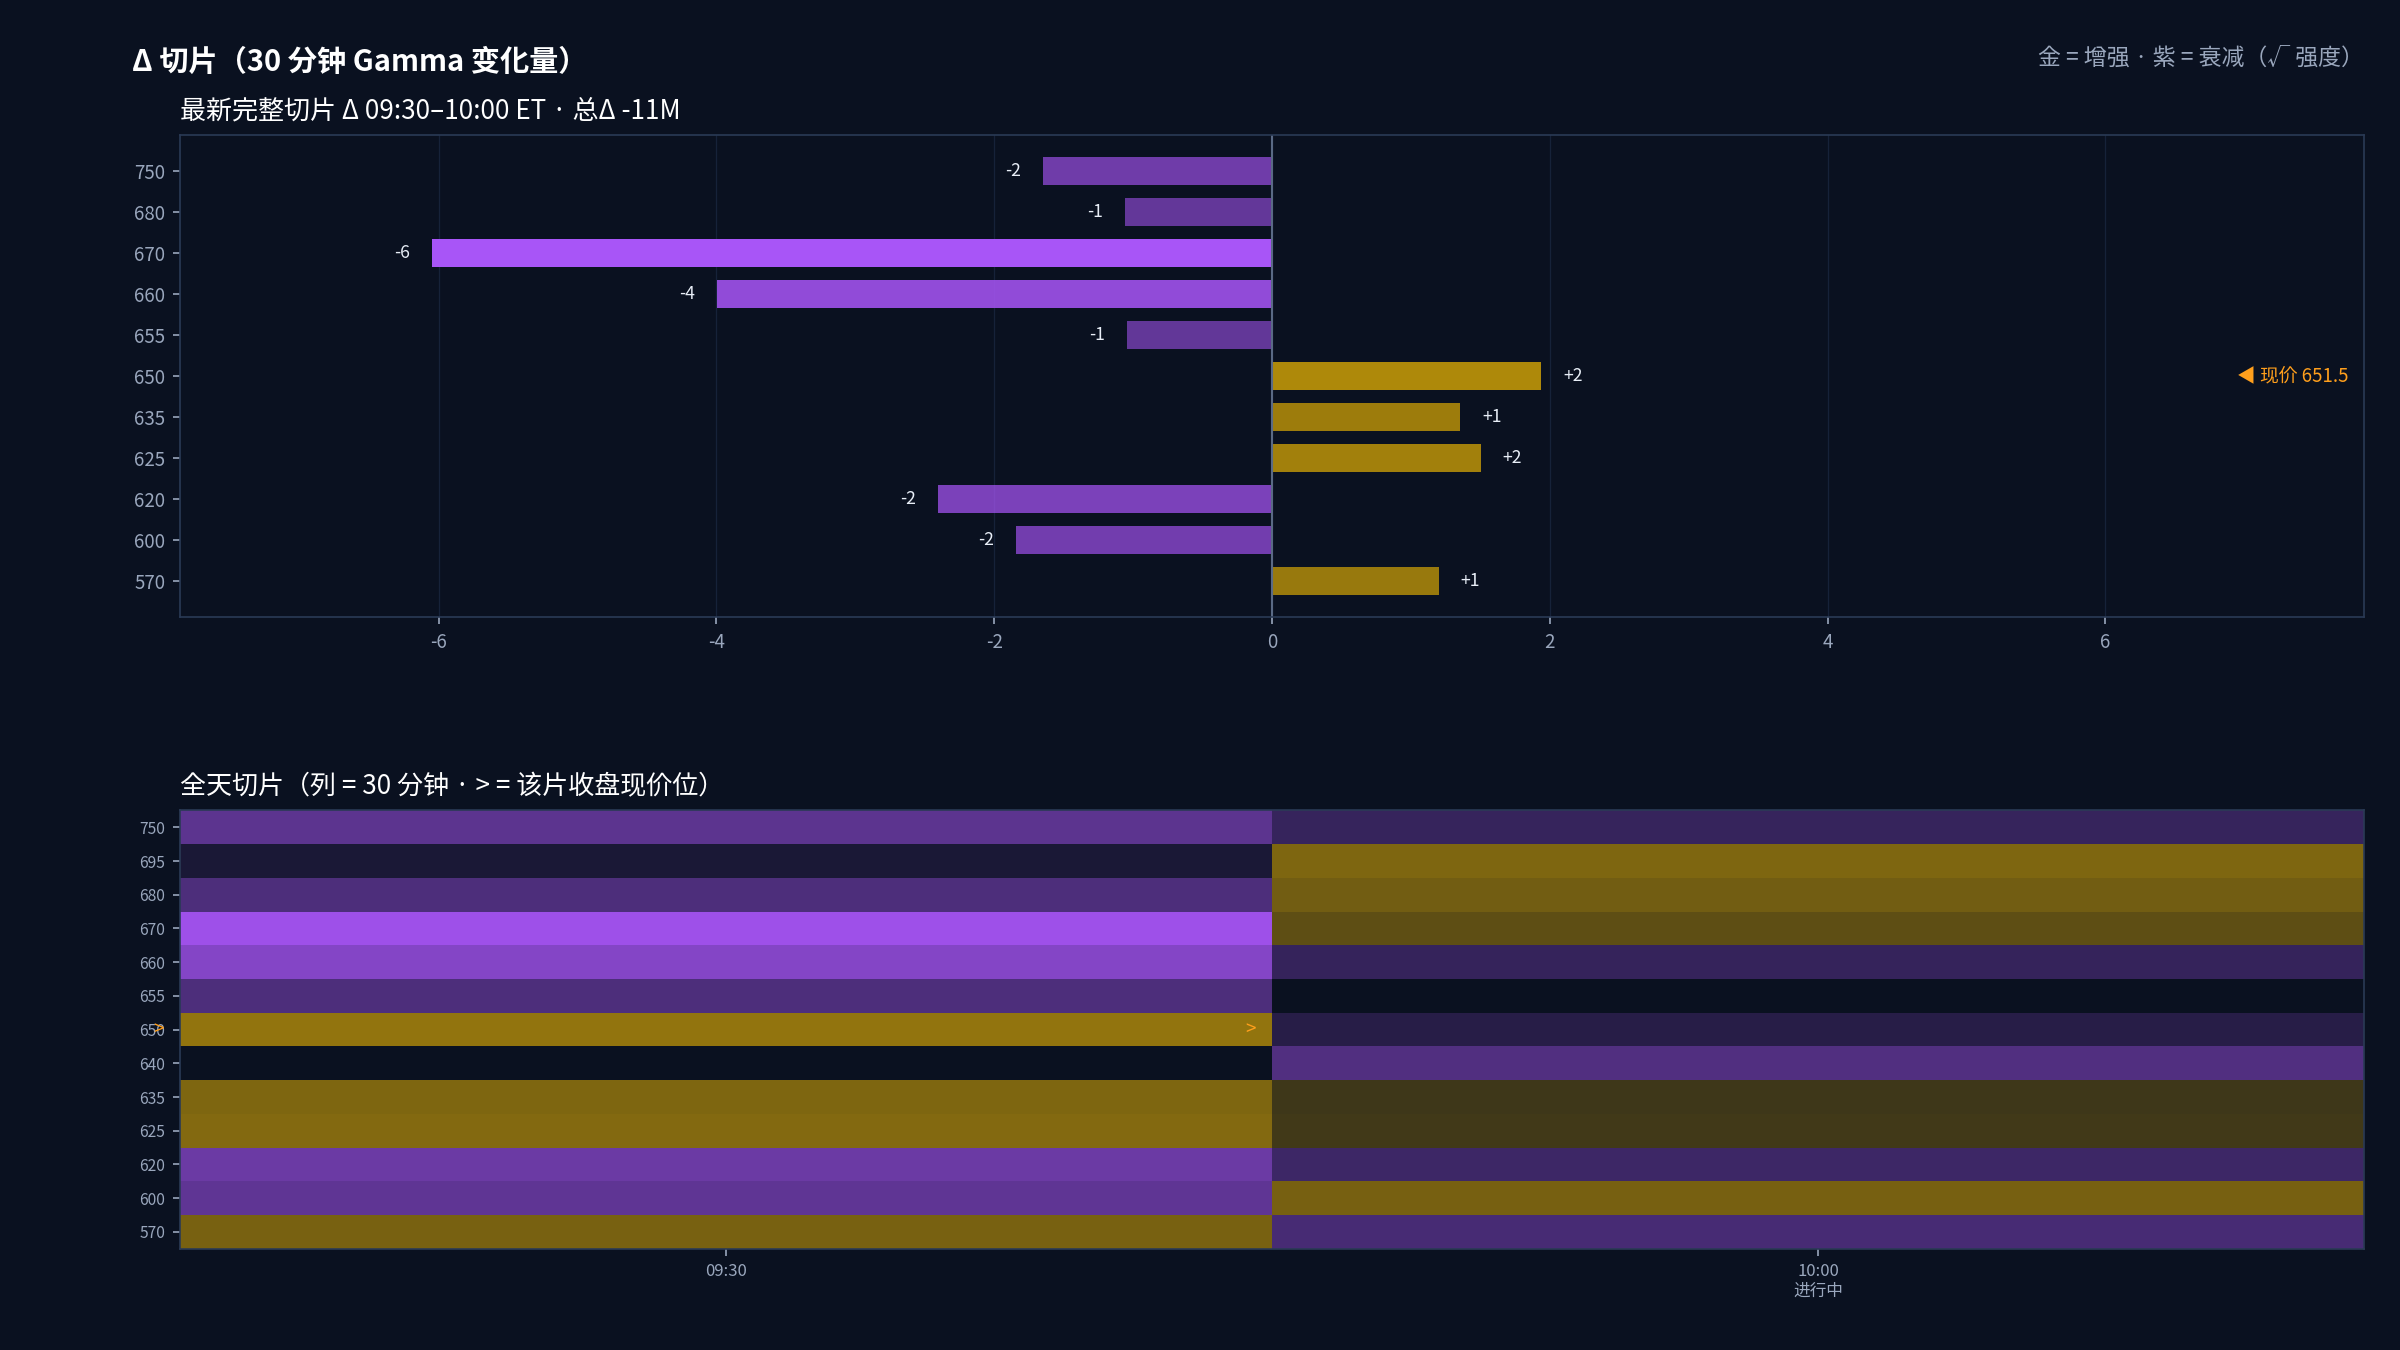 Δ 切片（30 分钟 Gamma 变化量）
金 = 增强 · 紫 = 衰减（√ 强度）
最新完整切片 Δ 09:30–10:00 ET · 总Δ -11M
750 -2
680 -1
670 -6
660 -4
655 -1
650 +2 ◀ 现价 651.5
635 +1
625 +2
620 -2
600 -2
570 +1
-6 -4 -2 0 2 4 6
全天切片（列 = 30 分钟 · > = 该片收盘现价位）
750
695
680
670
660
655
650 > >
640
635
625
620
600
570
09:30 10:00
进行中